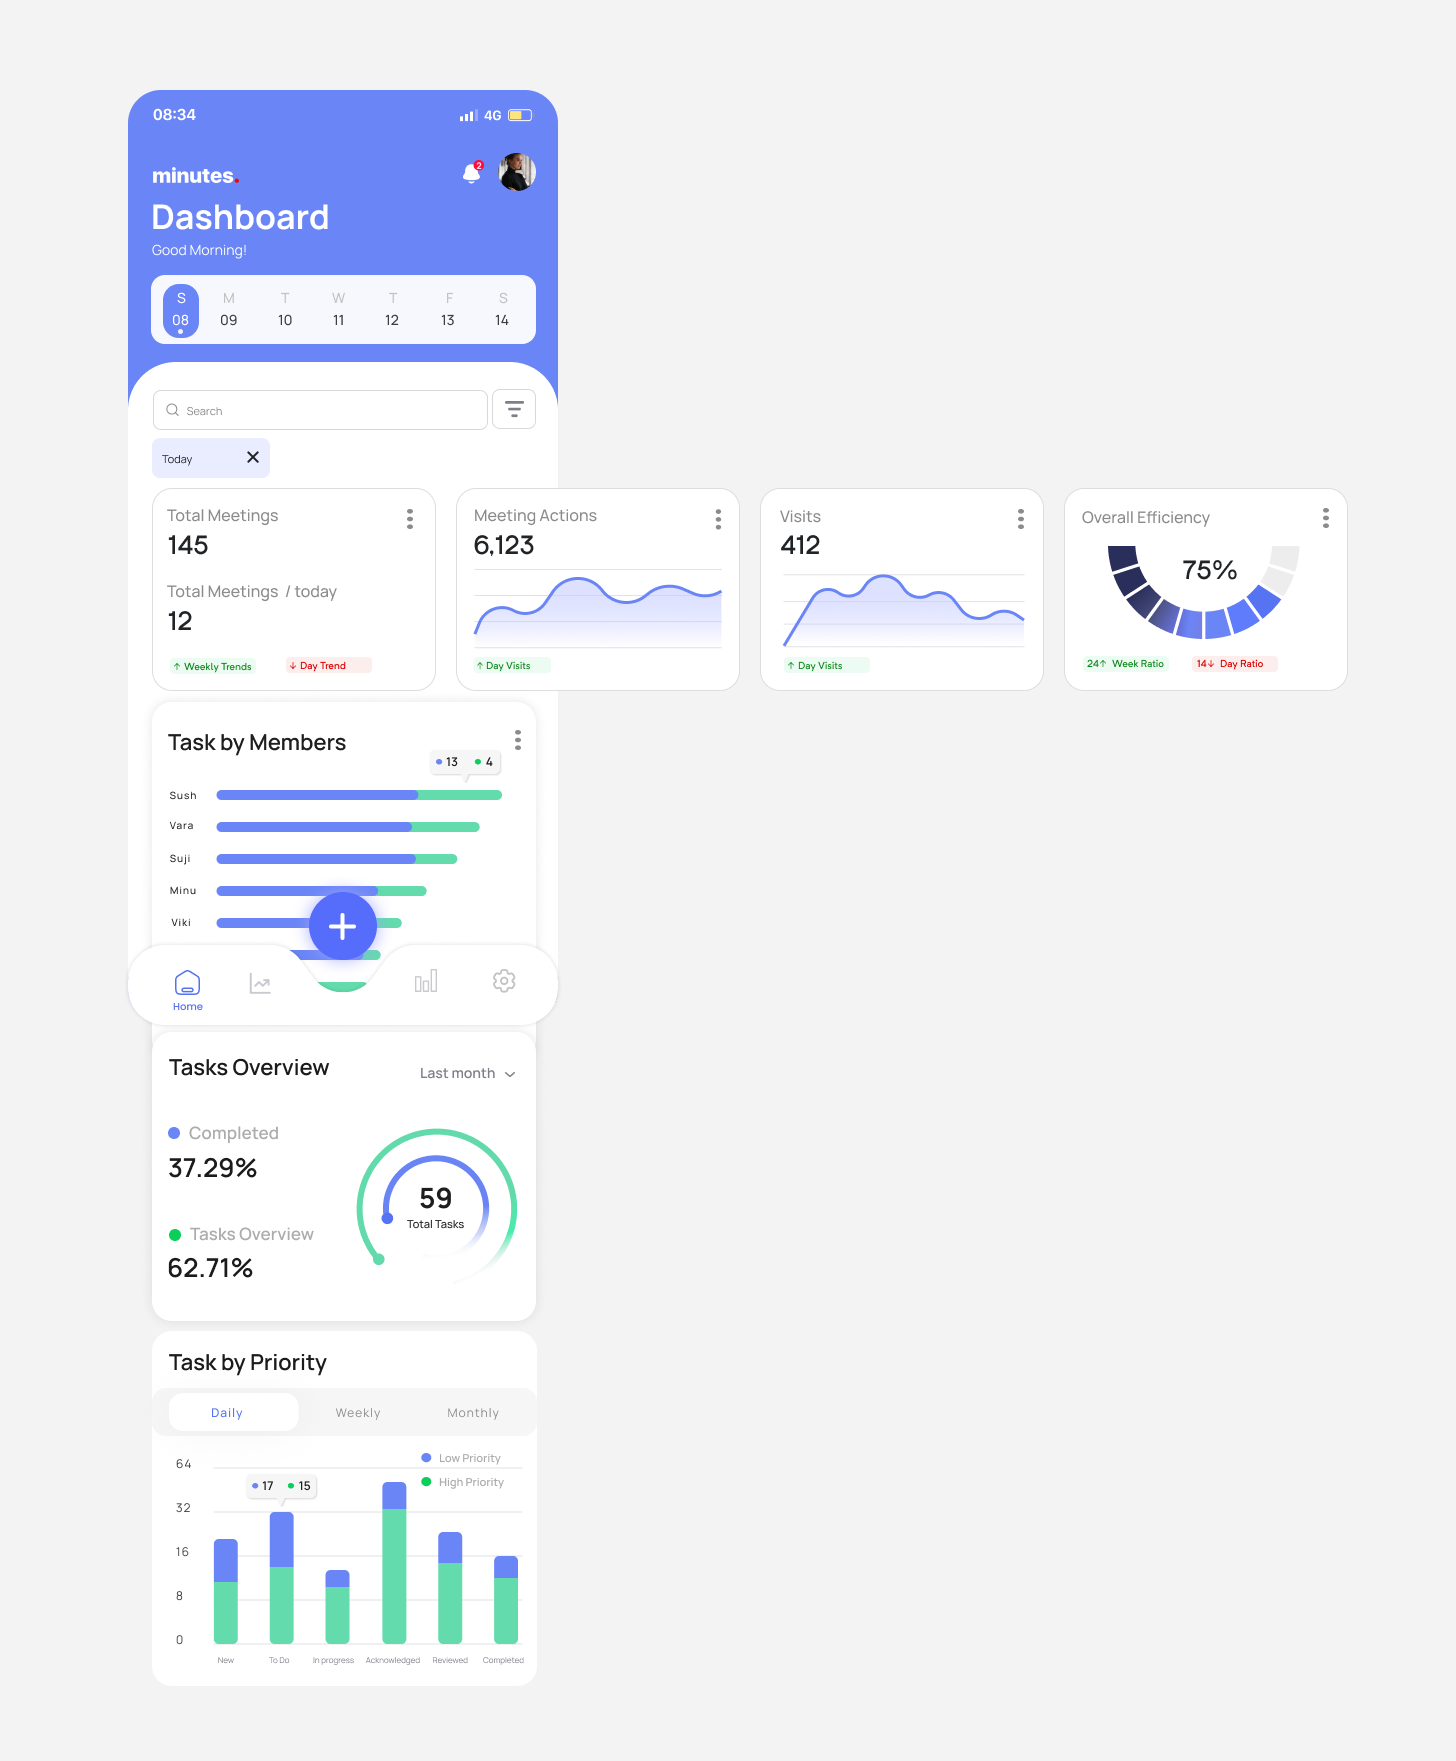 08:34
4G
minutes.
2
Dashboard
Good Morning!
S M T W T F S
08 09 10 11 12 13 14
Search
Today
Total Meetings
145
Total Meetings / today
12
↑ Weekly Trends
↓ Day Trend
Meeting Actions
6,123
↑ Day Visits
Visits
412
↑ Day Visits
Overall Efficiency
75%
24↑ Week Ratio
14↓ Day Ratio
Task by Members
13 4
Sush
Vara
Suji
Minu
Viki
Home
Tasks Overview
Last month
Completed
37.29%
Tasks Overview
62.71%
59
Total Tasks
Task by Priority
Daily Weekly Monthly
Low Priority
High Priority
64
17 15
32
16
8
0
New To Do In progress Acknowledged Reviewed Completed